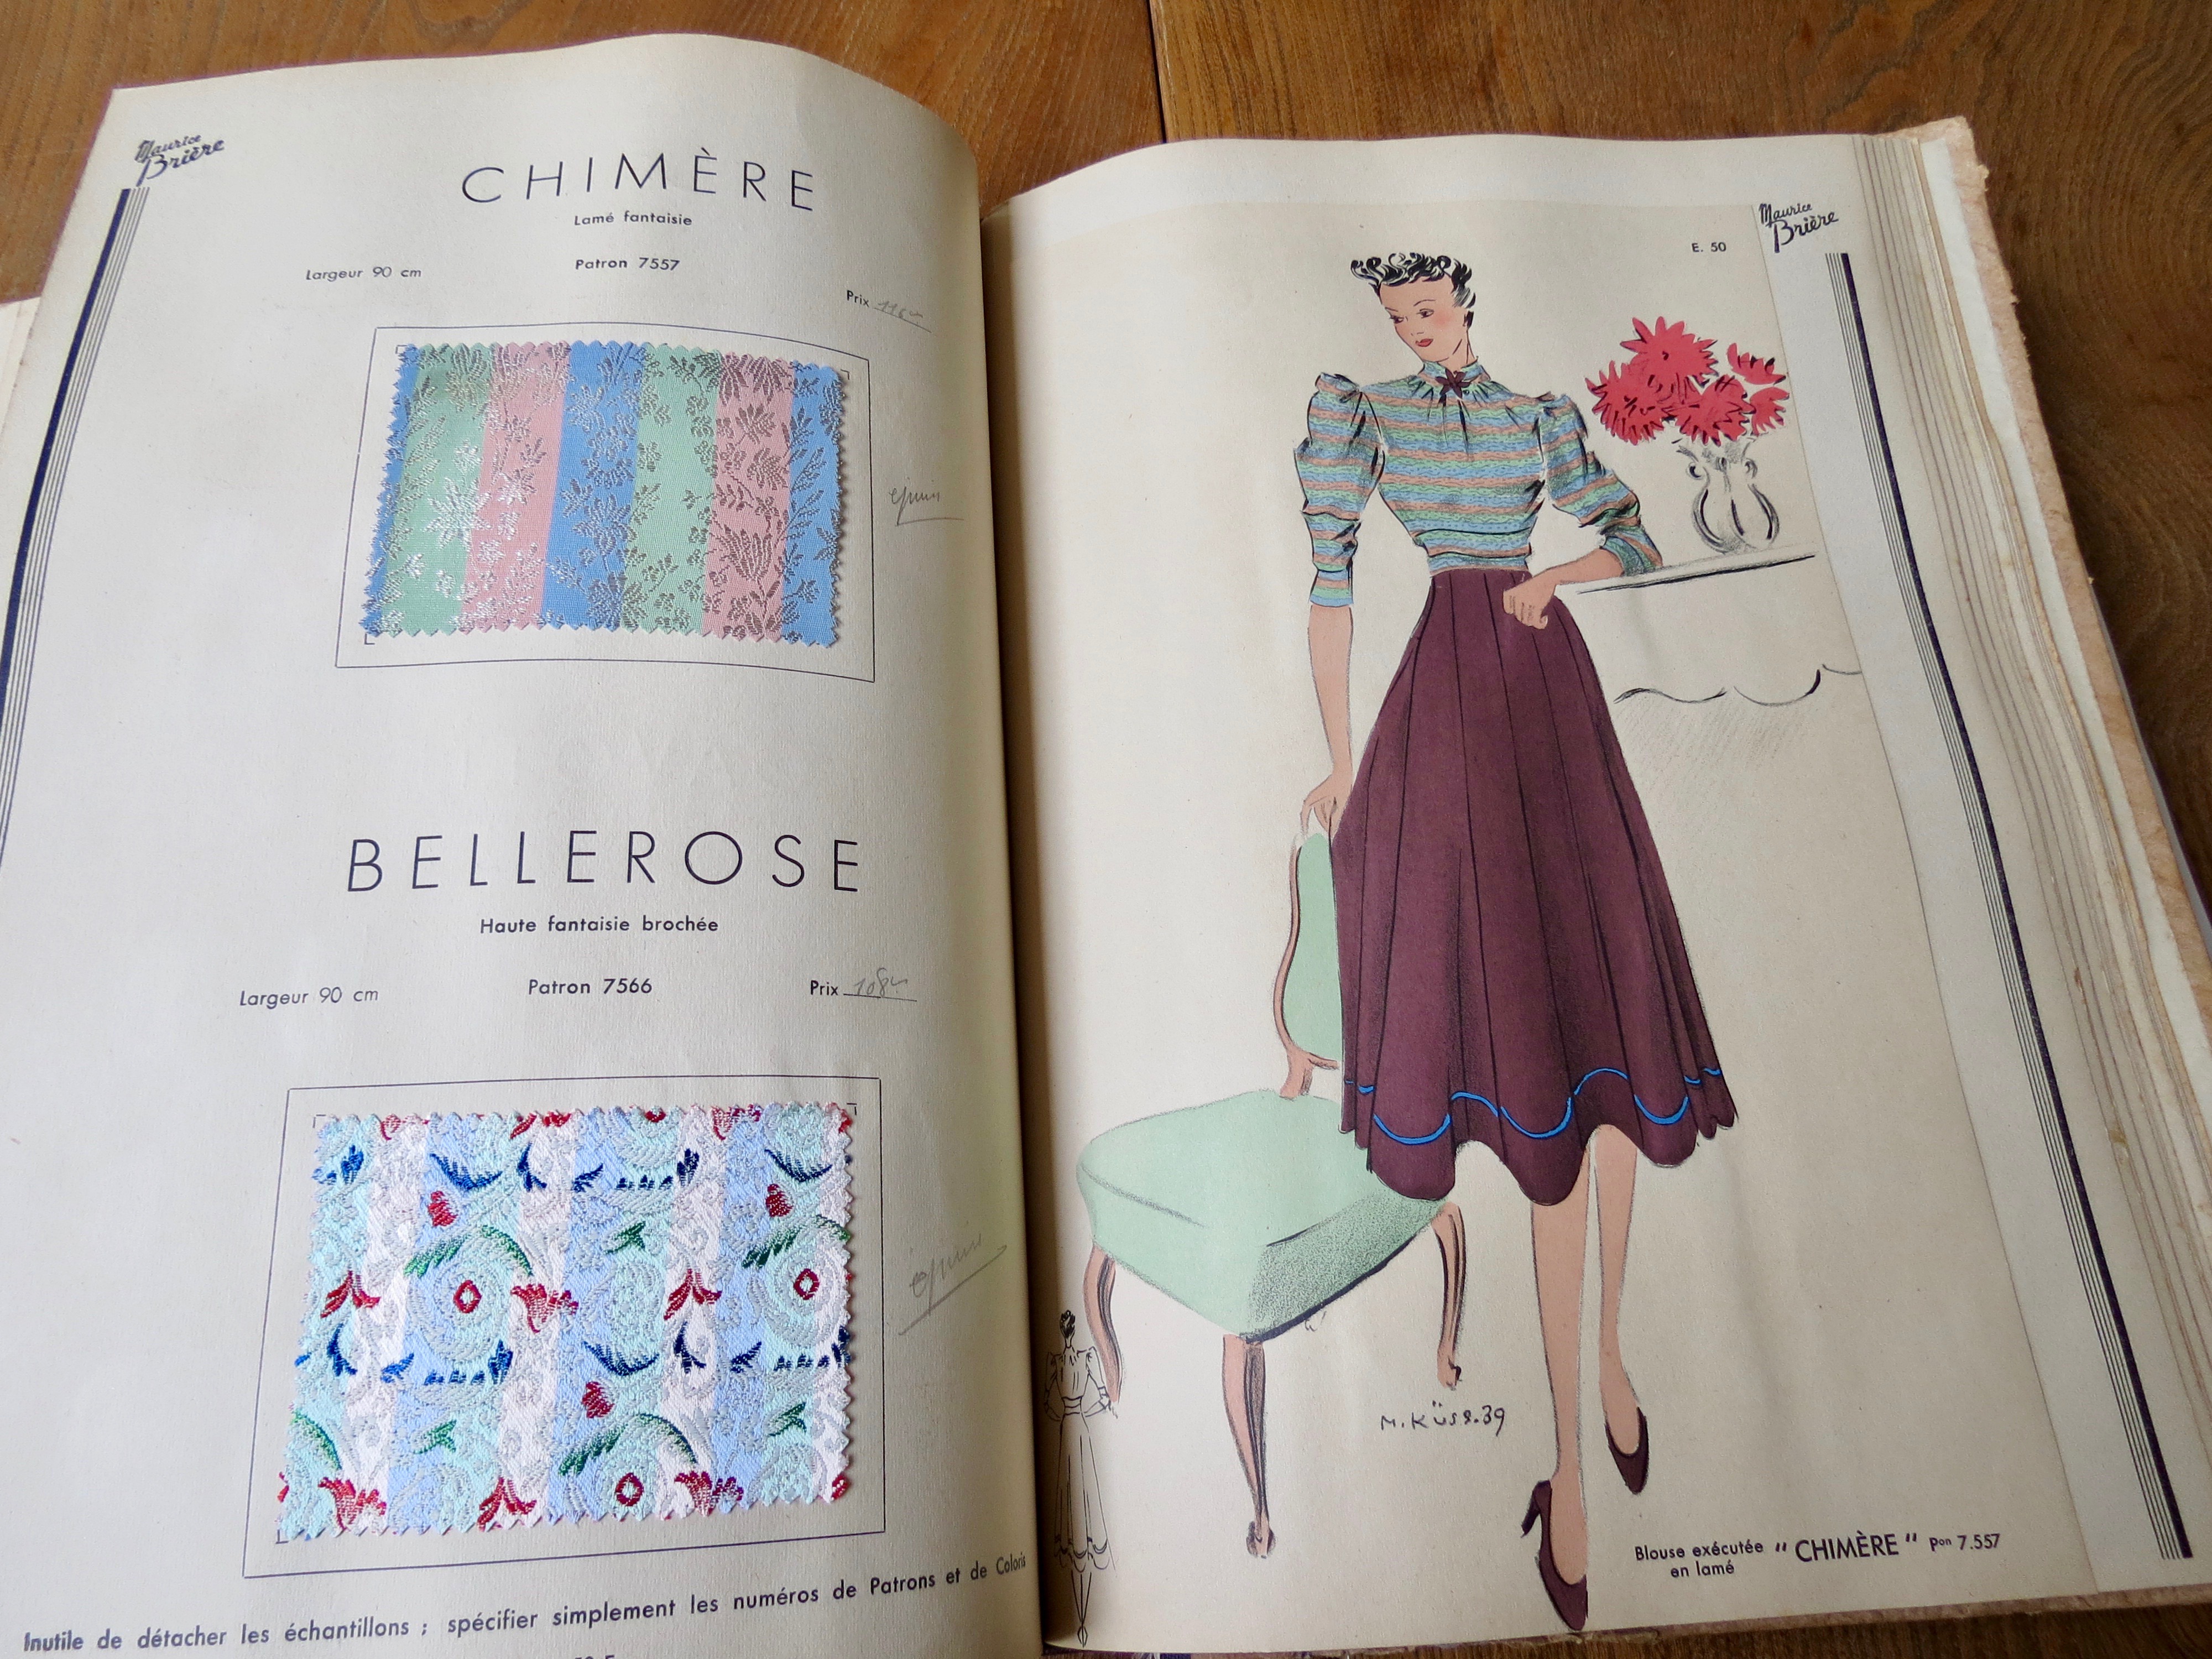 Maurice
Brière
CHIMÈRE
Lamé fantaisie
Largeur 90 cm
Patron 7557
Prix 116
BELLEROSE
Haute fantaisie brochée
Largeur 90 cm
Patron 7566
Prix 108
Inutile de détacher les échantillons ; spécifier simplement les numéros de Patrons et de Coloris
E. 50
Maurice
Brière
M. Küss. 39
Blouse exécutée "CHIMÈRE" Pon 7.557
en lamé